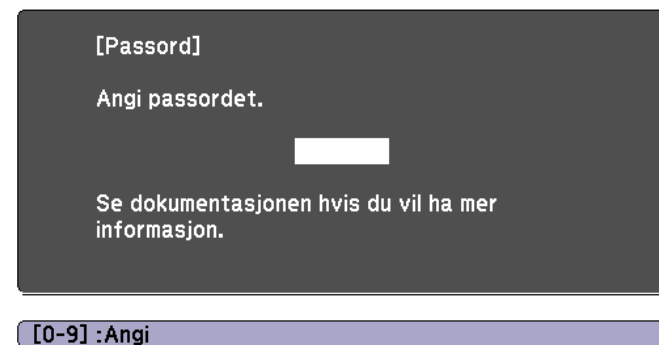 [Passord]
Angi passordet.
Se dokumentasjonen hvis du vil ha mer
informasjon.
[0-9] :Angi